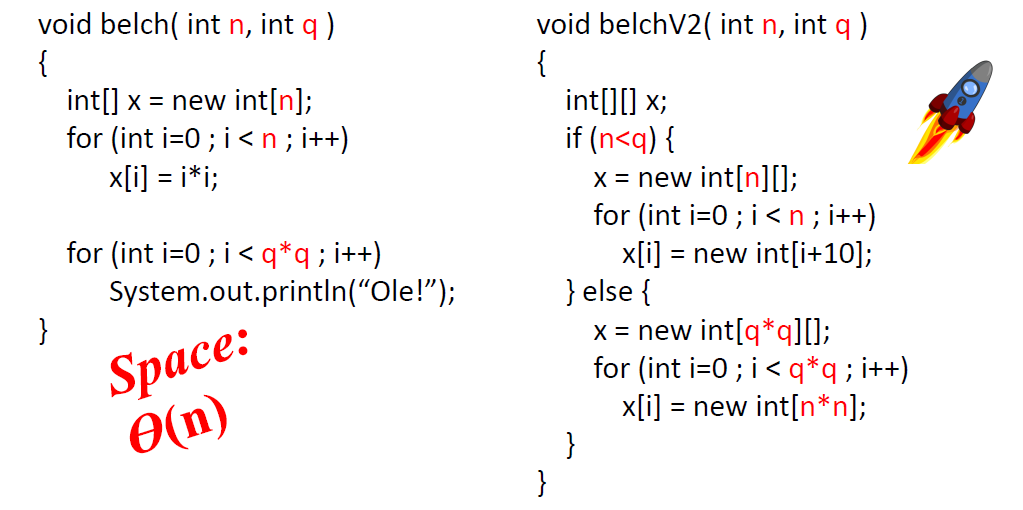 void belch( int n, int q )
{
int[] x = new int[n];
for (int i=0 ; i < n ; i++)
x[i] = i*i;
for (int i=0 ; i < q*q ; i++)
System.out.println(“Ole!”);
}
Space:
Θ(n)
void belchV2( int n, int q )
{
int[][] x;
if (n<q) {
x = new int[n][];
for (int i=0 ; i < n ; i++)
x[i] = new int[i+10];
} else {
x = new int[q*q][];
for (int i=0 ; i < q*q ; i++)
x[i] = new int[n*n];
}
}